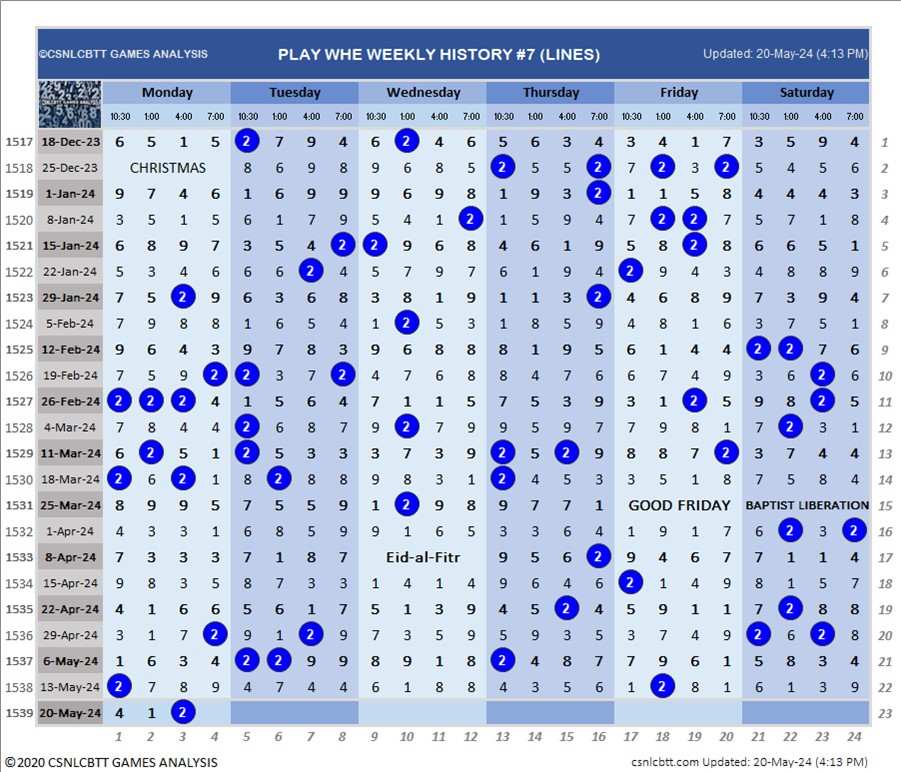 ©CSNLCBTT GAMES ANALYSIS PLAY WHE WEEKLY HISTORY #7 (LINES) Updated: 20-May-24 (4:13 PM)
Monday Tuesday Wednesday Thursday Friday Saturday
10:30 1:00 4:00 7:00 10:30 1:00 4:00 7:00 10:30 1:00 4:00 7:00 10:30 1:00 4:00 7:00 10:30 1:00 4:00 7:00 10:30 1:00 4:00 7:00
1517 18-Dec-23 6 5 1 5 2 7 9 4 6 2 4 6 5 6 3 4 3 4 1 7 3 5 9 4 1
1518 25-Dec-23 CHRISTMAS 8 6 9 8 9 6 8 5 2 5 5 2 7 2 3 2 5 4 5 6 2
1519 1-Jan-24 9 7 4 6 1 6 9 9 9 6 9 8 1 9 3 2 1 1 5 8 4 4 4 3 3
1520 8-Jan-24 3 5 1 5 6 1 7 9 5 4 1 2 1 5 9 4 7 2 2 7 5 7 1 8 4
1521 15-Jan-24 6 8 9 7 3 5 4 2 2 9 6 8 4 6 1 9 5 8 2 8 6 6 5 1 5
1522 22-Jan-24 5 3 4 6 6 6 2 4 5 7 9 7 6 1 9 4 2 9 4 3 4 8 8 9 6
1523 29-Jan-24 7 5 2 9 6 3 6 8 3 8 1 9 1 1 3 2 4 6 8 9 7 3 9 4 7
1524 5-Feb-24 7 9 8 8 1 6 5 4 1 2 5 3 1 8 5 9 4 8 1 6 3 7 5 1 8
1525 12-Feb-24 9 6 4 3 9 7 8 3 9 6 8 8 8 1 9 5 6 1 4 4 2 2 7 6 9
1526 19-Feb-24 7 5 9 2 2 3 7 2 4 7 6 8 8 4 7 6 6 7 4 9 3 6 2 6 10
1527 26-Feb-24 2 2 2 4 1 5 6 4 7 1 1 5 7 5 3 9 3 1 2 5 9 8 2 5 11
1528 4-Mar-24 7 8 4 4 2 6 8 7 9 2 7 9 9 5 9 7 7 9 8 1 7 2 3 1 12
1529 11-Mar-24 6 2 5 1 2 5 3 3 3 7 3 9 2 5 2 9 8 8 7 2 3 7 4 4 13
1530 18-Mar-24 2 6 2 1 8 2 8 8 9 8 3 1 2 4 5 3 3 5 1 8 7 5 8 4 14
1531 25-Mar-24 8 9 9 5 7 5 5 9 1 2 9 8 9 7 7 1 GOOD FRIDAY BAPTIST LIBERATION 15
1532 1-Apr-24 4 3 3 1 6 8 5 9 9 1 6 5 3 3 6 4 1 9 1 7 6 2 3 2 16
1533 8-Apr-24 7 3 3 3 7 1 8 7 Eid-al-Fitr 9 5 6 2 9 4 6 7 7 1 1 4 17
1534 15-Apr-24 9 8 3 5 8 7 3 3 1 4 1 4 9 6 4 6 2 1 4 9 8 1 5 7 18
1535 22-Apr-24 4 1 6 6 5 6 1 7 5 1 3 9 4 5 2 4 5 9 1 1 7 2 8 8 19
1536 29-Apr-24 3 1 7 2 9 1 2 9 7 3 5 9 5 9 3 5 3 7 4 9 2 6 2 8 20
1537 6-May-24 1 6 3 4 2 2 9 9 8 9 1 8 2 4 8 7 7 9 6 1 5 8 3 4 21
1538 13-May-24 2 7 8 9 4 7 4 4 6 1 8 8 4 3 5 6 1 2 8 1 6 1 3 9 22
1539 20-May-24 4 1 2 23
1 2 3 4 5 6 7 8 9 10 11 12 13 14 15 16 17 18 19 20 21 22 23 24
©2020 CSNLCBTT GAMES ANALYSIS csnlcbtt.com Updated: 20-May-24 (4:13 PM)